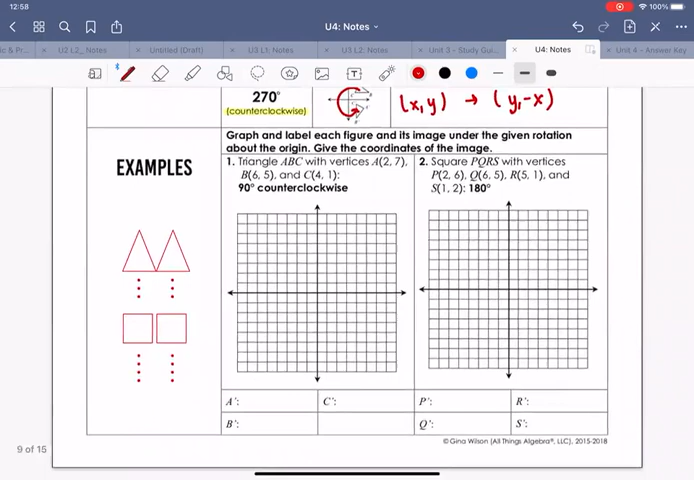 12:58
100%
U4: Notes
ic & Pr...
U2 L2_ Notes
Untitled (Draft)
U3 L1: Notes
U3 L2. Notes
Unit 3 - Study Gui...
U4: Notes
Unit 4 - Answer Key
270°
(counterclockwise)
(x,y) → (y,-x)
EXAMPLES
Graph and label each figure and its image under the given rotation
about the origin. Give the coordinates of the image.
1. Triangle ABC with vertices A(2, 7),
B(6, 5), and C(4, 1):
90° counterclockwise
2. Square PQRS with vertices
P(2, 6), Q(6, 5), R(5, 1), and
S(1, 2): 180°
A':
C':
P':
R':
B':
Q':
S':
© Gina Wilson (All Things Algebra®, LLC), 2015-2018
9 of 15